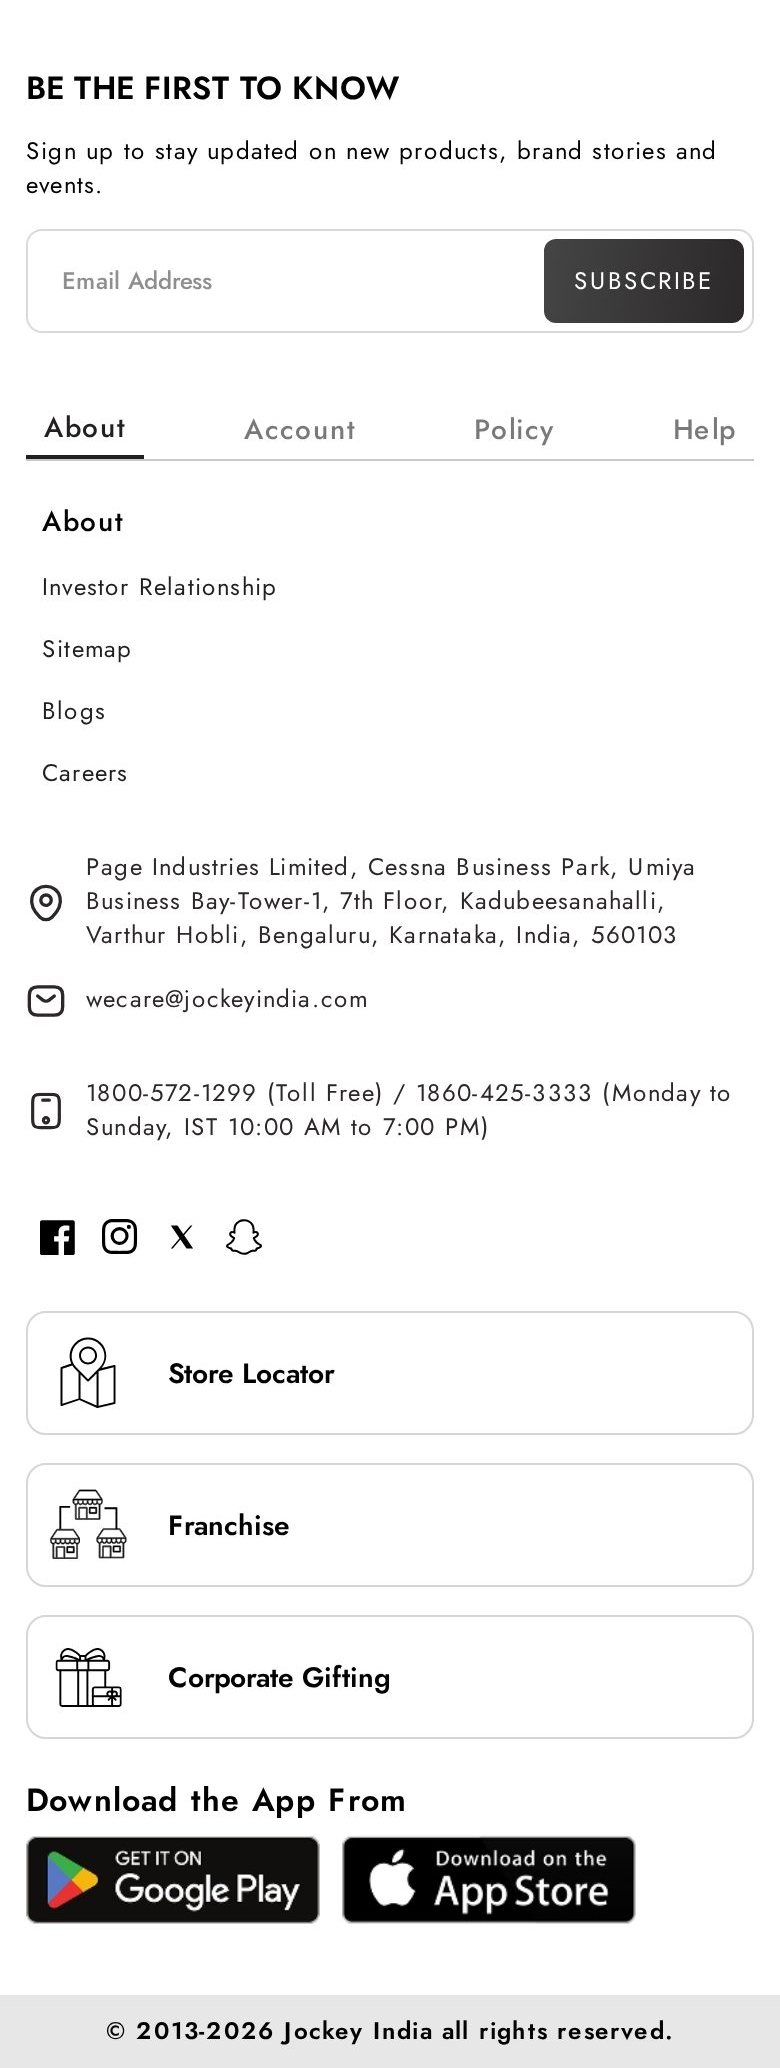 BE THE FIRST TO KNOW
Sign up to stay updated on new products, brand stories and
events.
Email Address
SUBSCRIBE
About
Account
Policy
Help
About
Investor Relationship
Sitemap
Blogs
Careers
Page Industries Limited, Cessna Business Park, Umiya
Business Bay-Tower-1, 7th Floor, Kadubeesanahalli,
Varthur Hobli, Bengaluru, Karnataka, India, 560103
wecare@jockeyindia.com
1800-572-1299 (Toll Free) / 1860-425-3333 (Monday to
Sunday, IST 10:00 AM to 7:00 PM)
Store Locator
Franchise
Corporate Gifting
Download the App From
GET IT ON
Google Play
Download on the
App Store
© 2013-2026 Jockey India all rights reserved.